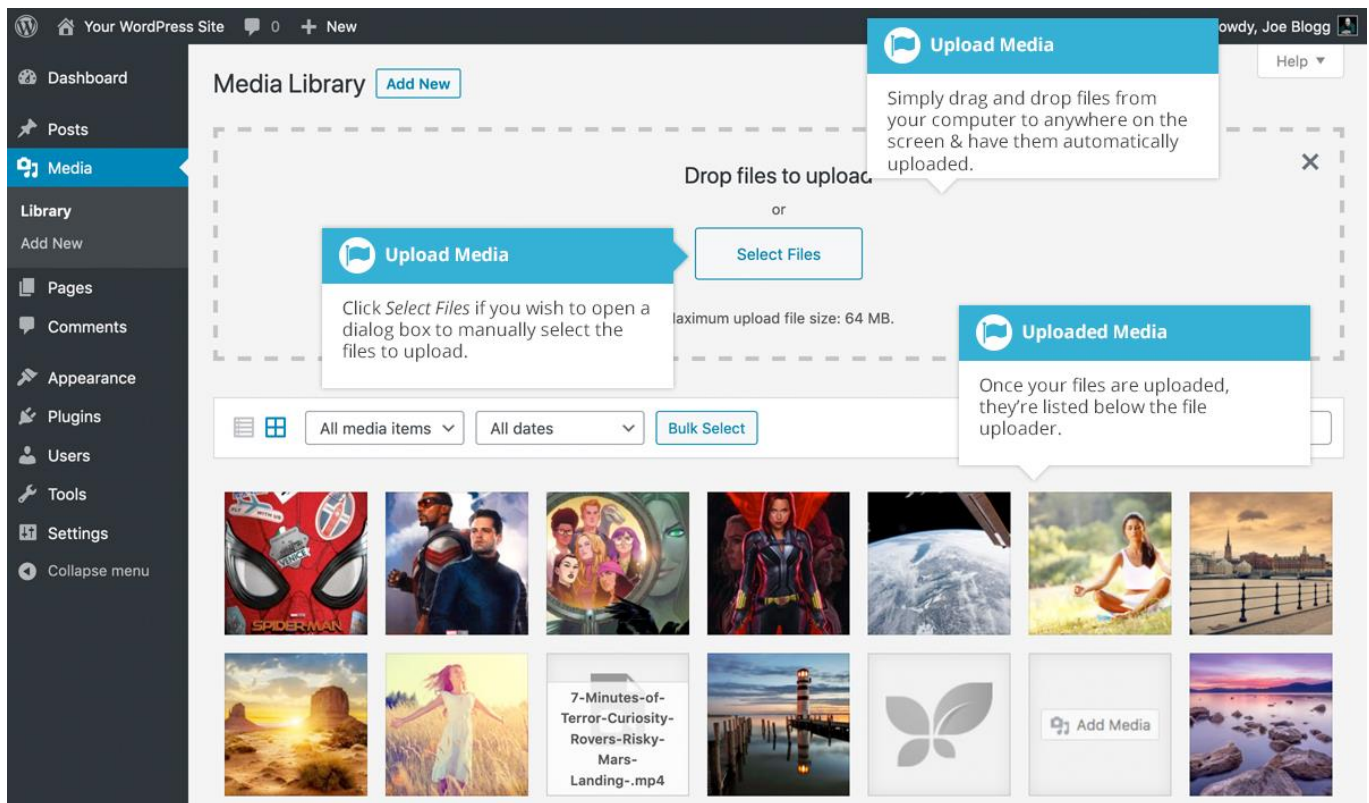 Your WordPress Site 0 + New
owdy, Joe Blogg
Dashboard
Posts
Media
Library
Add New
Pages
Comments
Appearance
Plugins
Users
Tools
Settings
Collapse menu
Help
Media Library Add New
Upload Media
Simply drag and drop files from
your computer to anywhere on the
screen & have them automatically
uploaded.
Drop files to upload
or
Select Files
Upload Media
Click Select Files if you wish to open a
dialog box to manually select the
files to upload.
aximum upload file size: 64 MB.
Uploaded Media
Once your files are uploaded,
they’re listed below the file
uploader.
All media items All dates Bulk Select
VENICE
SPIDER-MAN
7-Minutes-of-
Terror-Curiosity-
Rovers-Risky-
Mars-
Landing-.mp4
Add Media